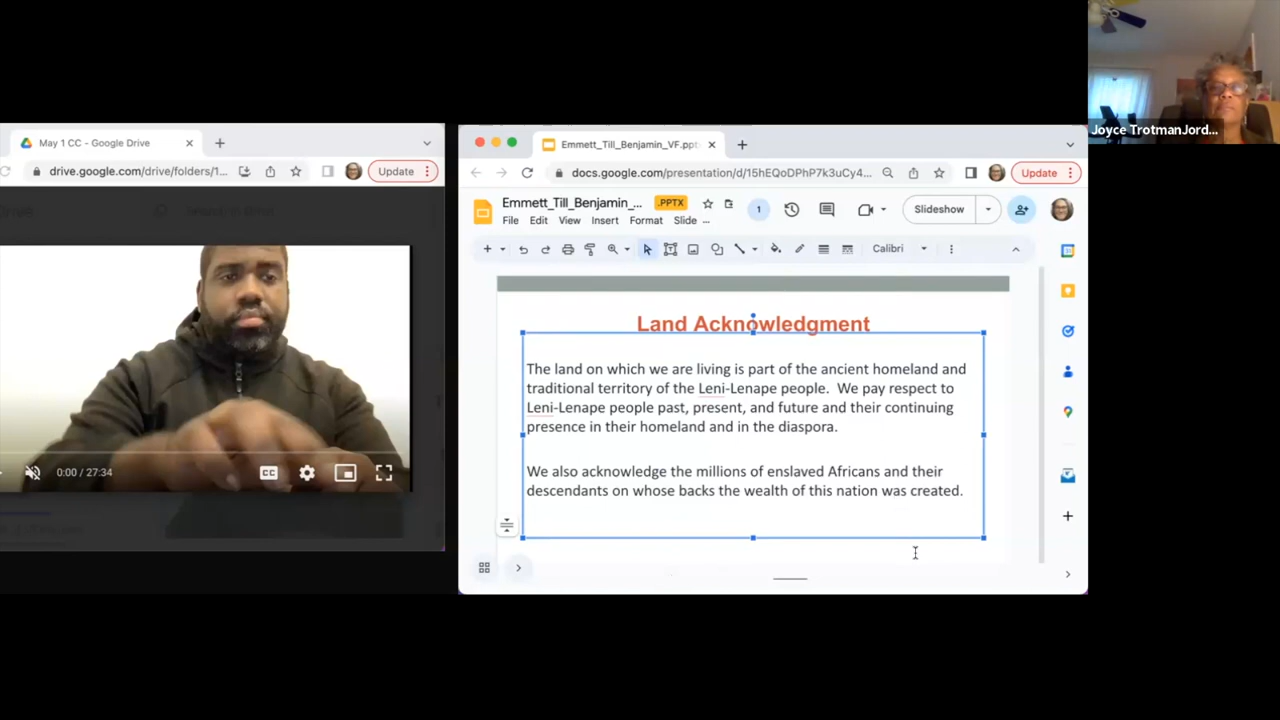 May 1 CC - Google Drive
drive.google.com/drive/folders/1...
Update
0:00 / 27:34
CC
Emmett_Till_Benjamin_VF.ppt
docs.google.com/presentation/d/15hEQoDPhP7k3uCy4...
Update
Emmett_Till_Benjamin_...
.PPTX
1
Slideshow
File Edit View Insert Format Slide ...
Calibri
Land Acknowledgment
The land on which we are living is part of the ancient homeland and
traditional territory of the Leni-Lenape people.  We pay respect to
Leni-Lenape people past, present, and future and their continuing
presence in their homeland and in the diaspora.
We also acknowledge the millions of enslaved Africans and their
descendants on whose backs the wealth of this nation was created.
Joyce TrotmanJord...